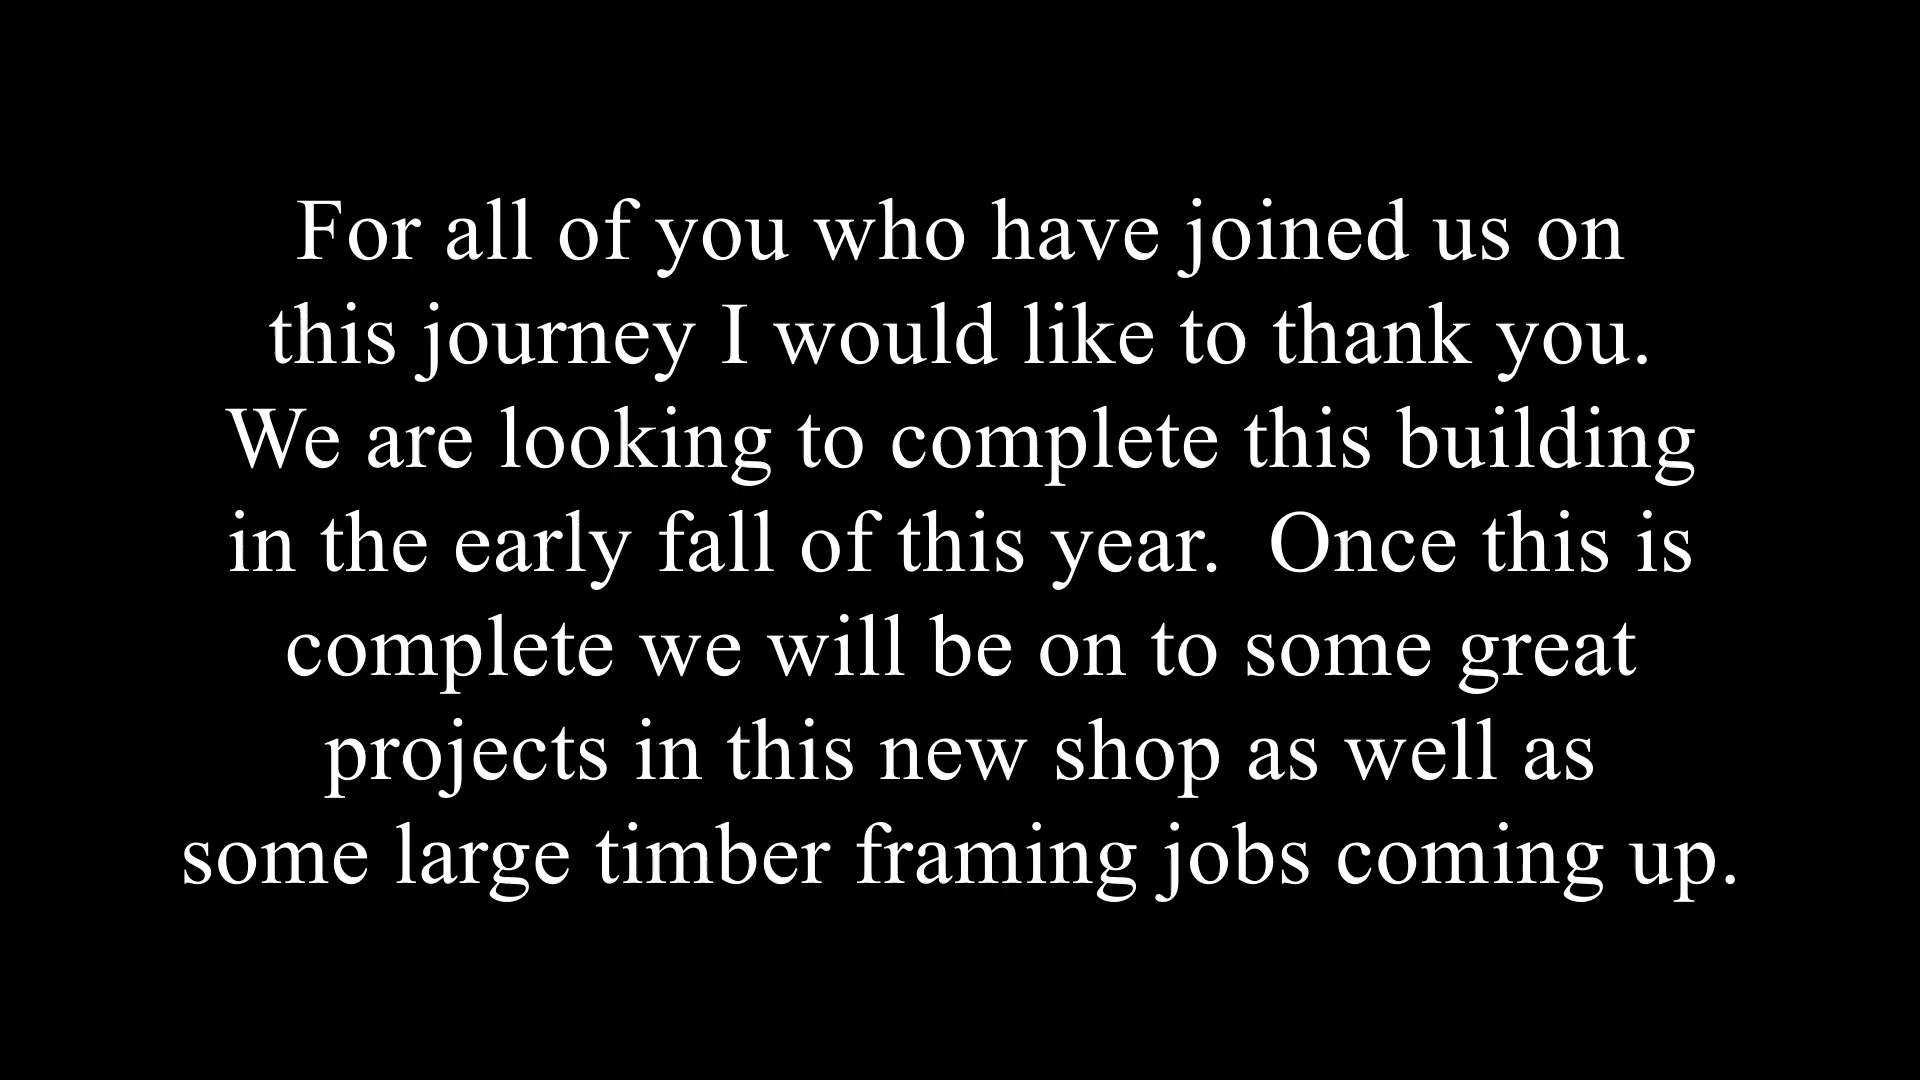 For all of you who have joined us on
this journey I would like to thank you.
We are looking to complete this building
in the early fall of this year.  Once this is
complete we will be on to some great
projects in this new shop as well as
some large timber framing jobs coming up.